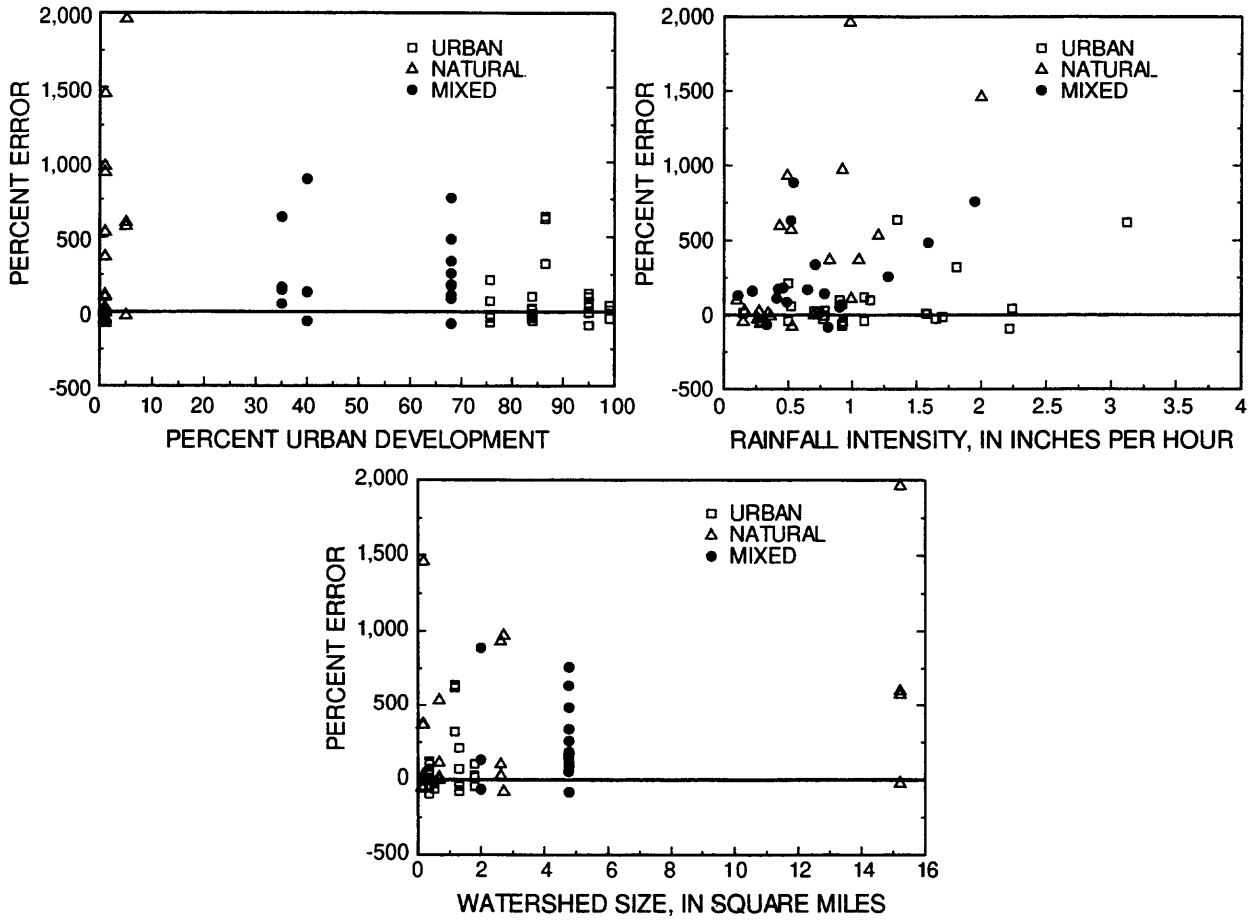 2,000
1,500
1,000
500
0
-500
PERCENT ERROR
URBAN
NATURAL
MIXED
0 10 20 30 40 50 60 70 80 90 100
PERCENT URBAN DEVELOPMENT
2,000
1,500
1,000
500
0
-500
PERCENT ERROR
URBAN
NATURAL
MIXED
0 0.5 1 1.5 2 2.5 3 3.5 4
RAINFALL INTENSITY, IN INCHES PER HOUR
2,000
1,500
1,000
500
0
-500
PERCENT ERROR
URBAN
NATURAL
MIXED
0 2 4 6 8 10 12 14 16
WATERSHED SIZE, IN SQUARE MILES